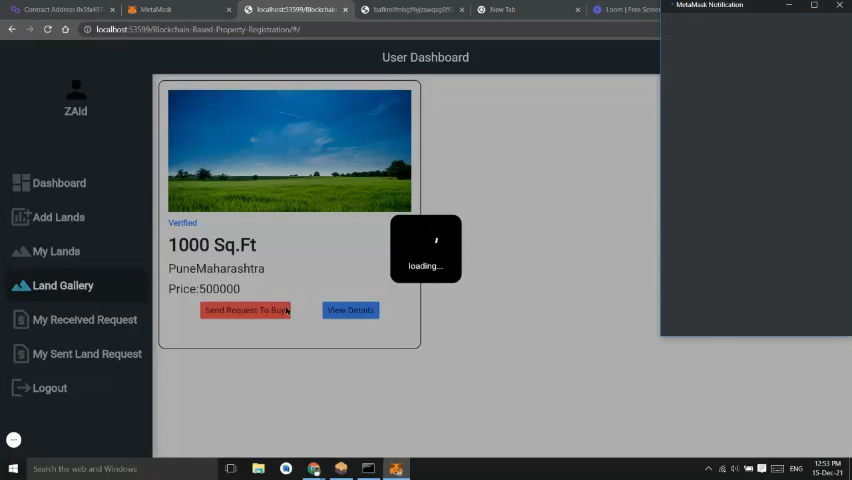 Contract Address 0x5fa497
MetaMask
localhost:53599/Blockchain-
New Tab
Loom | Free Screen
MetaMask Notification
localhost:53599/Blockchain-Based-Property-Registration/#/
User Dashboard
ZAId
Dashboard
Add Lands
My Lands
Land Gallery
My Received Request
My Sent Land Request
Logout
Verified
1000 Sq.Ft
PuneMaharashtra
Price:500000
Send Request To Buy
View Details
loading...
Search the web and Windows
ENG
12:53 PM
15-Dec-21